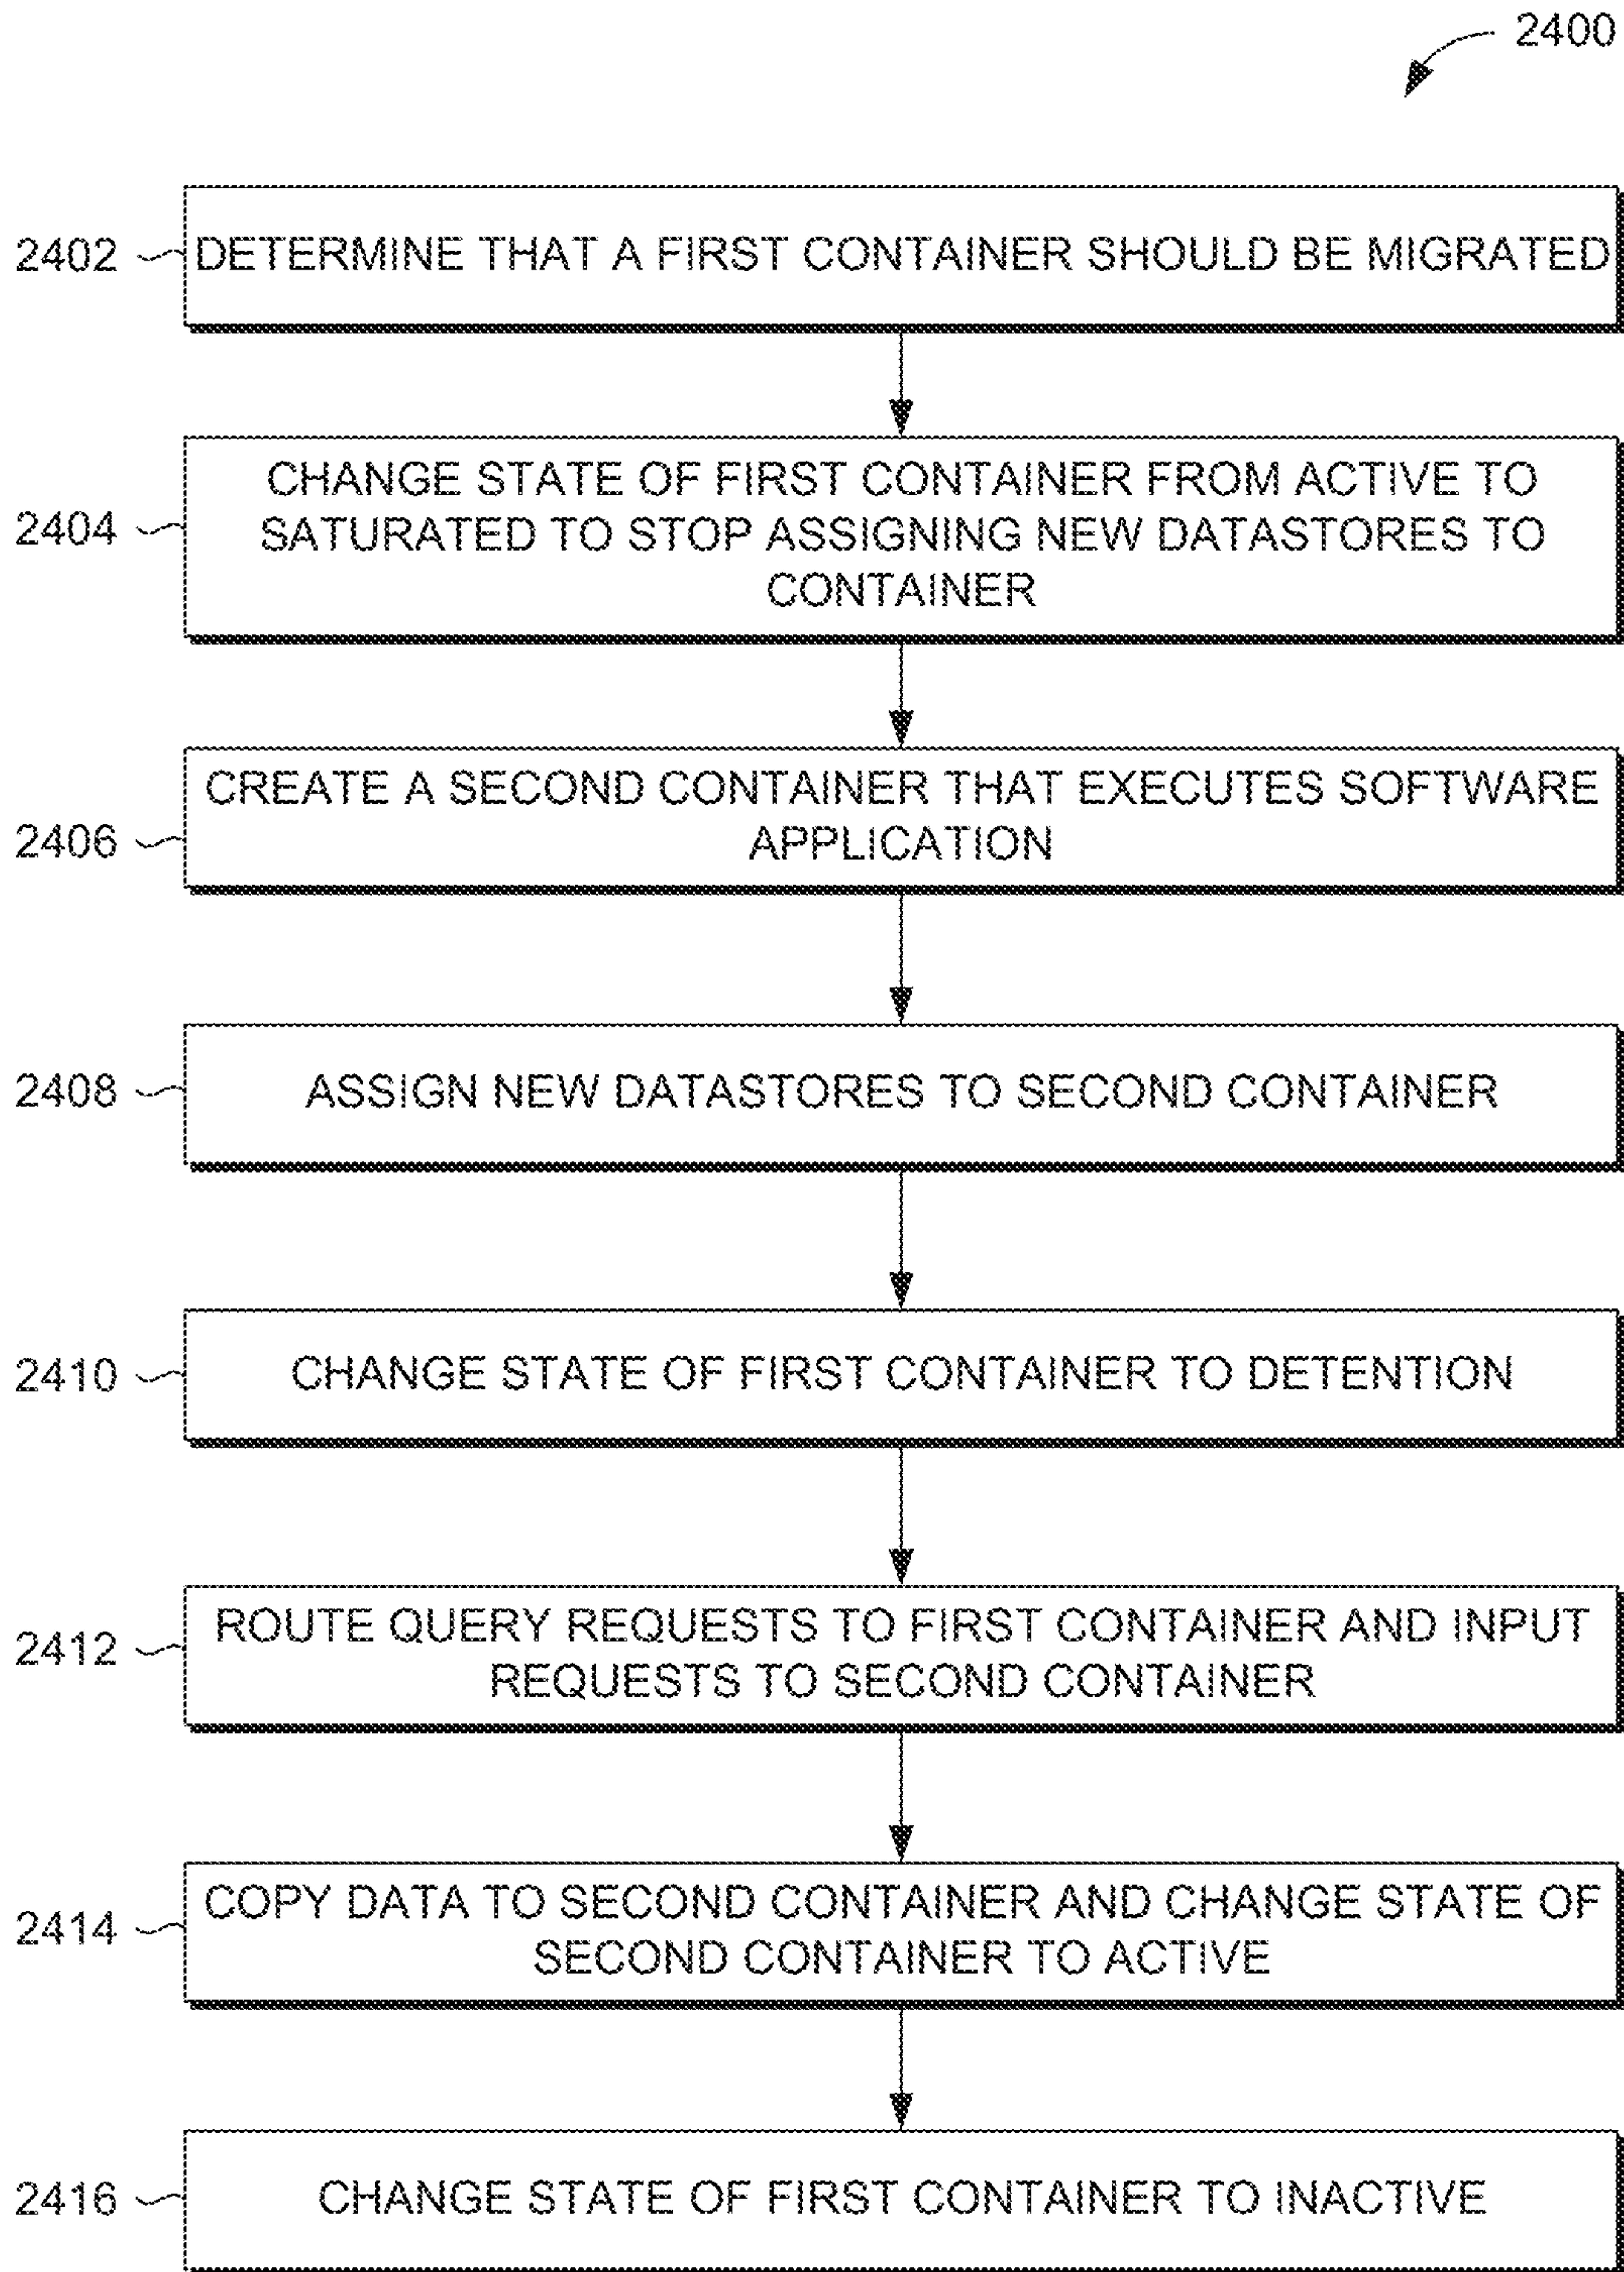 2400
2402
DETERMINE THAT A FIRST CONTAINER SHOULD BE MIGRATED
2404
CHANGE STATE OF FIRST CONTAINER FROM ACTIVE TO
SATURATED TO STOP ASSIGNING NEW DATASTORES TO
CONTAINER
2406
CREATE A SECOND CONTAINER THAT EXECUTES SOFTWARE
APPLICATION
2408
ASSIGN NEW DATASTORES TO SECOND CONTAINER
2410
CHANGE STATE OF FIRST CONTAINER TO DETENTION
2412
ROUTE QUERY REQUESTS TO FIRST CONTAINER AND INPUT
REQUESTS TO SECOND CONTAINER
2414
COPY DATA TO SECOND CONTAINER AND CHANGE STATE OF
SECOND CONTAINER TO ACTIVE
2416
CHANGE STATE OF FIRST CONTAINER TO INACTIVE